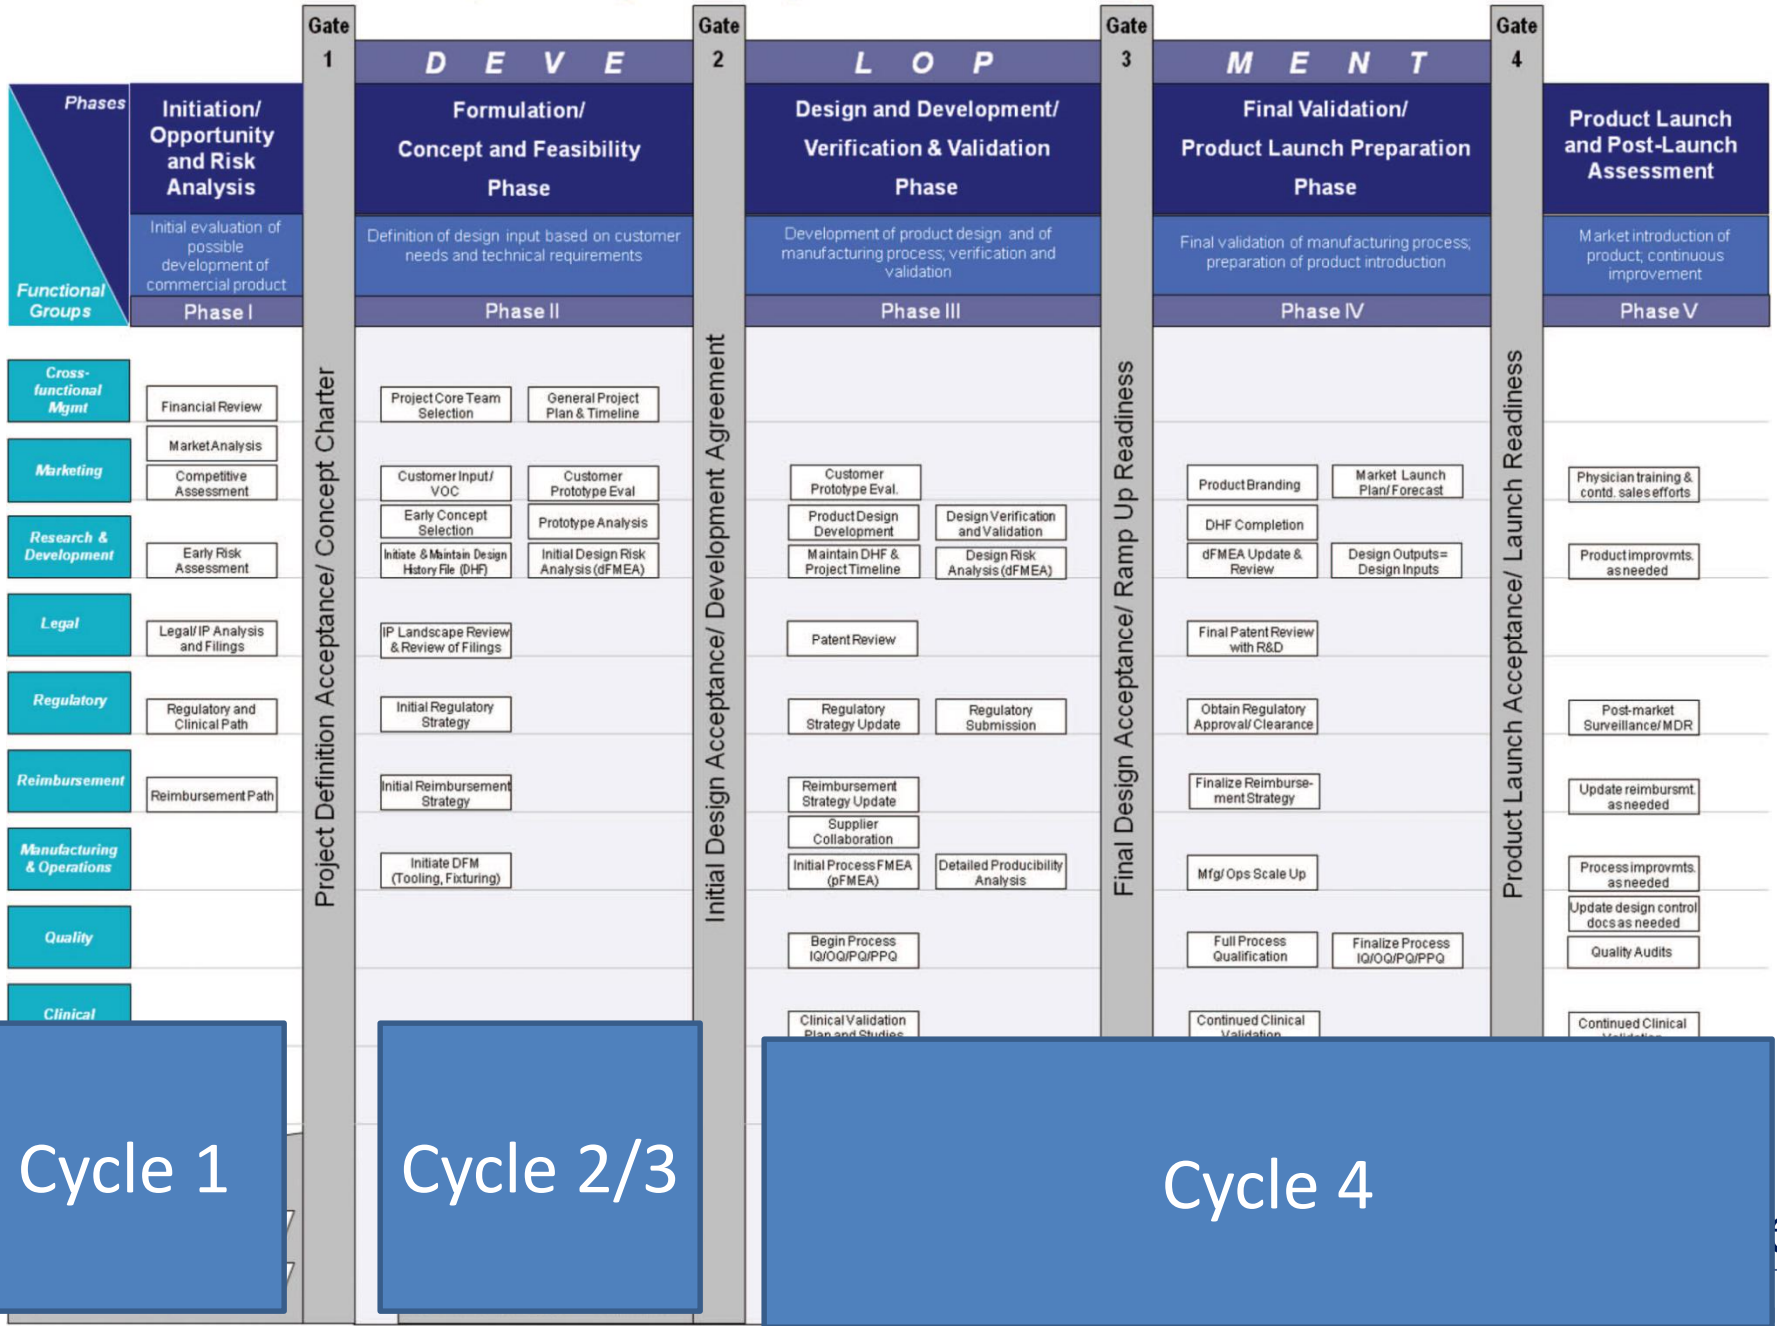 Gate
1
Gate
2
Gate
3
Gate
4
D E V E
L O P
M E N T
Phases
Functional
Groups
Initiation/
Opportunity
and Risk
Analysis
Formulation/
Concept and Feasibility
Phase
Design and Development/
Verification & Validation
Phase
Final Validation/
Product Launch Preparation
Phase
Product Launch
and Post-Launch
Assessment
Initial evaluation of
possible
development of
commercial product
Definition of design input based on customer
needs and technical requirements
Development of product design and of
manufacturing process; verification and
validation
Final validation of manufacturing process;
preparation of product introduction
Market introduction of
product; continuous
improvement
Phase I
Phase II
Phase III
Phase IV
Phase V
Project Definition Acceptance/ Concept Charter
Initial Design Acceptance/ Development Agreement
Final Design Acceptance/ Ramp Up Readiness
Product Launch Acceptance/ Launch Readiness
Cross-
functional
Mgmt
Financial Review
Project Core Team
Selection
General Project
Plan & Timeline
Marketing
Market Analysis
Competitive
Assessment
Customer Input/
VOC
Customer
Prototype Eval
Customer
Prototype Eval.
Product Branding
Market Launch
Plan/ Forecast
Physician training &
contd. sales efforts
Research &
Development
Early Risk
Assessment
Early Concept
Selection
Prototype Analysis
Initiate & Maintain Design
History File (DHF)
Initial Design Risk
Analysis (dFMEA)
Product Design
Development
Design Verification
and Validation
Maintain DHF &
Project Timeline
Design Risk
Analysis (dFMEA)
DHF Completion
dFMEA Update &
Review
Design Outputs=
Design Inputs
Product improvmts.
as needed
Legal
Legal/IP Analysis
and Filings
IP Landscape Review
& Review of Filings
Patent Review
Final Patent Review
with R&D
Regulatory
Regulatory and
Clinical Path
Initial Regulatory
Strategy
Regulatory
Strategy Update
Regulatory
Submission
Obtain Regulatory
Approval/ Clearance
Post-market
Surveillance/ MDR
Reimbursement
Reimbursement Path
Initial Reimbursement
Strategy
Reimbursement
Strategy Update
Finalize Reimburse-
ment Strategy
Update reimbursmt.
as needed
Manufacturing
& Operations
Initiate DFM
(Tooling, Fixturing)
Supplier
Collaboration
Initial Process FMEA
(pFMEA)
Detailed Producibility
Analysis
Mfg/ Ops Scale Up
Process improvmts.
as needed
Quality
Begin Process
IQ/OQ/PQ/PPQ
Full Process
Qualification
Finalize Process
IQ/OQ/PQ/PPQ
Update design control
docs as needed
Quality Audits
Clinical
Clinical Validation
Plan and Studies
Continued Clinical
Validation
Continued Clinical
Validation
Cycle 1
Cycle 2/3
Cycle 4